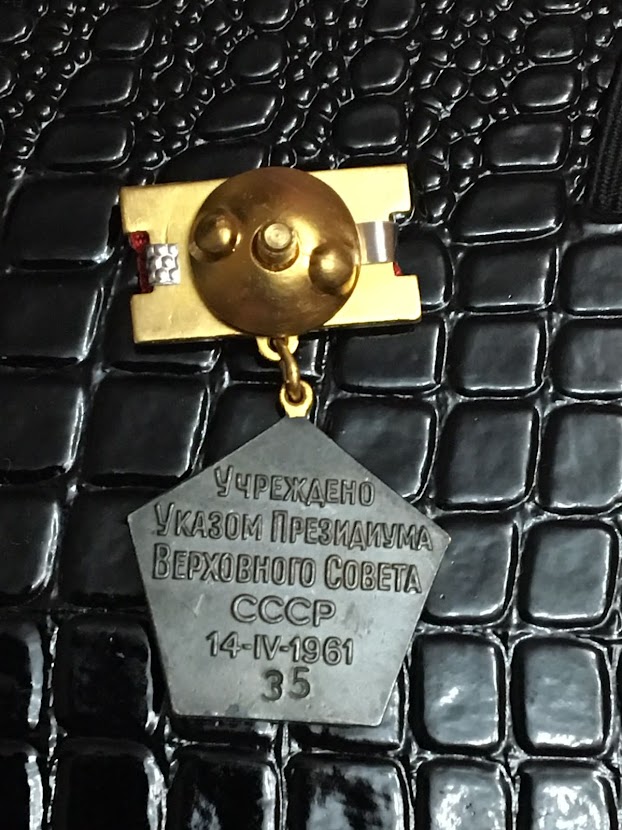 Учреждено
Указом Президиума
Верховного Совета
СССР
14-IV-1961
35